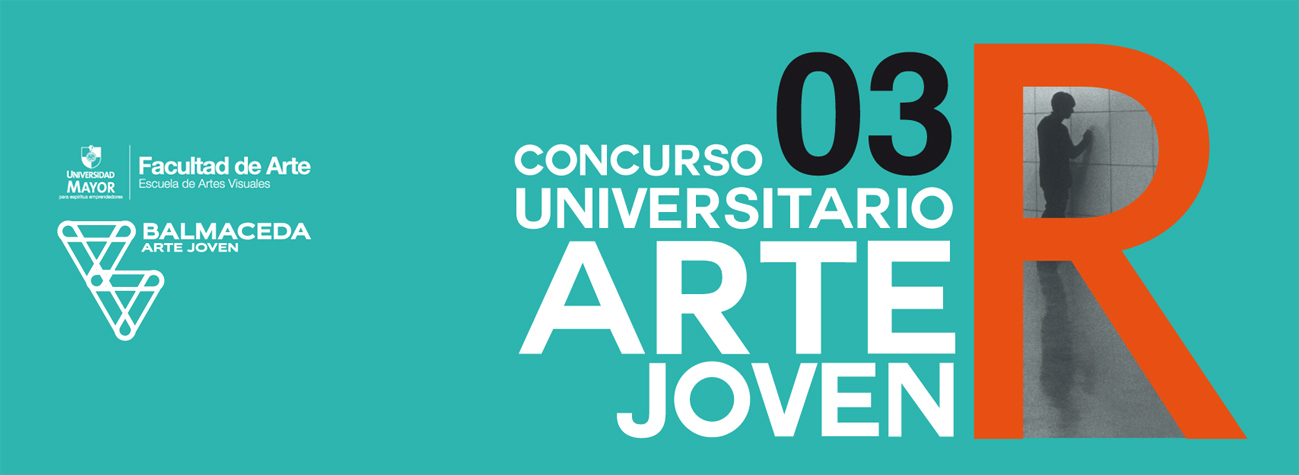 UNIVERSIDAD
MAYOR
para espíritus emprendedores
Facultad de Arte
Escuela de Artes Visuales
BALMACEDA
ARTE JOVEN
03
CONCURSO
UNIVERSITARIO
ARTE
JOVEN
R